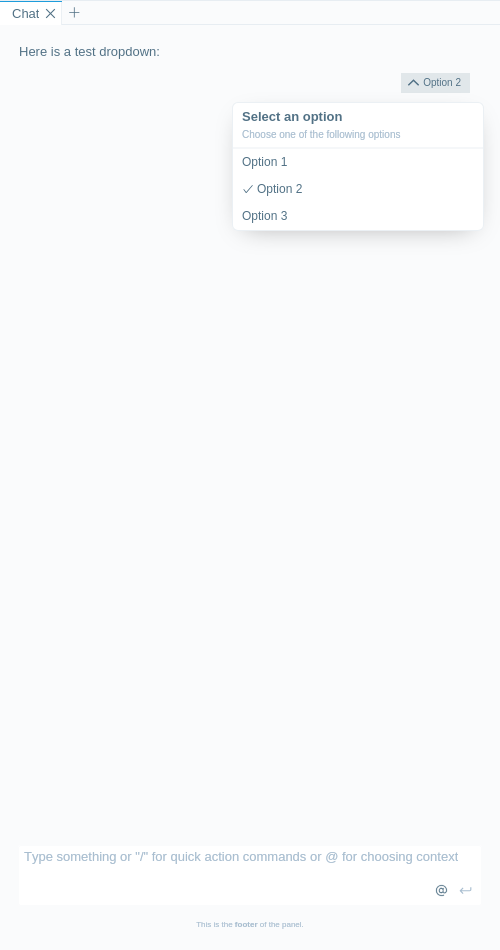 Chat
Here is a test dropdown:
Option 2
Select an option
Choose one of the following options
Option 1
Option 2
Option 3
Type something or "/" for quick action commands or @ for choosing context
@
This is the footer of the panel.